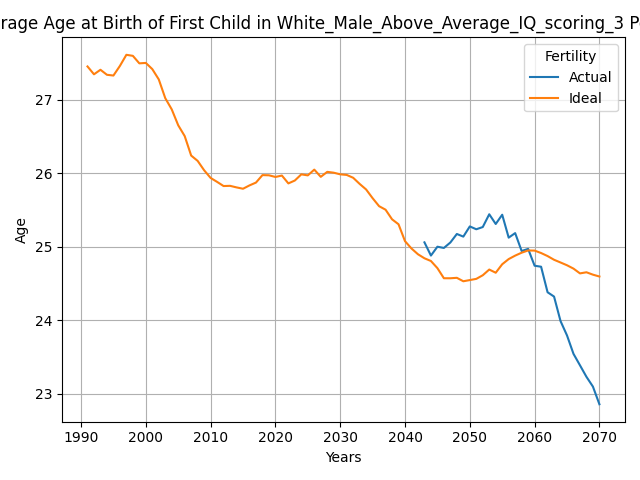 rage Age at Birth of First Child in White_Male_Above_Average_IQ_scoring_3 P
Fertility
Actual
Ideal
27
26
25
24
23
Age
1990 2000 2010 2020 2030 2040 2050 2060 2070
Years